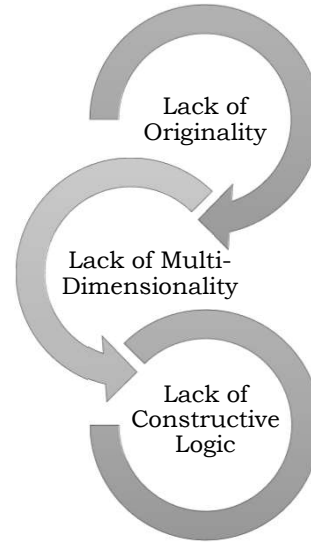 Lack of
Originality
Lack of Multi-
Dimensionality
Lack of
Constructive
Logic